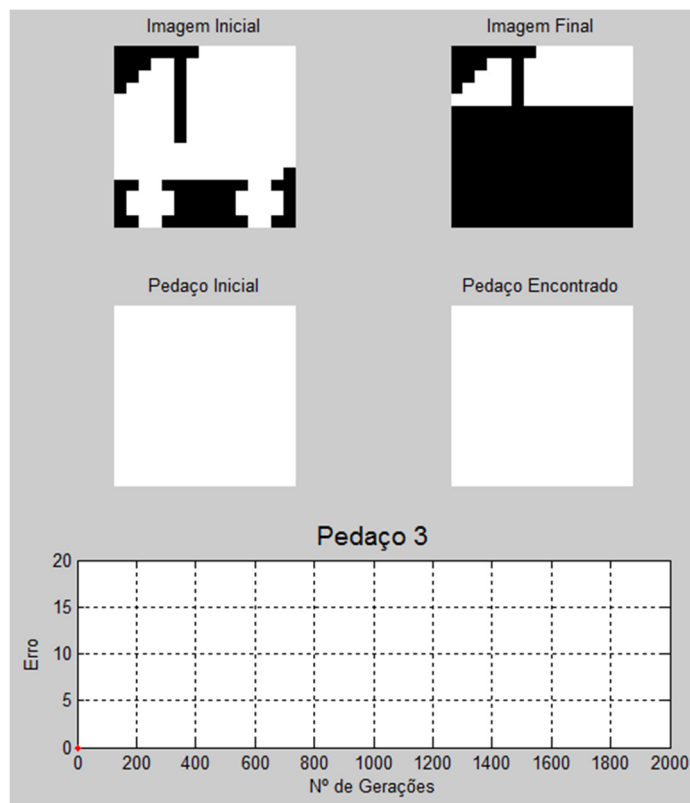 Imagem Inicial
Imagem Final
Pedaço Inicial
Pedaço Encontrado
Pedaço 3
20
15
10
5
0
Erro
0 200 400 600 800 1000 1200 1400 1600 1800 2000
Nº de Gerações